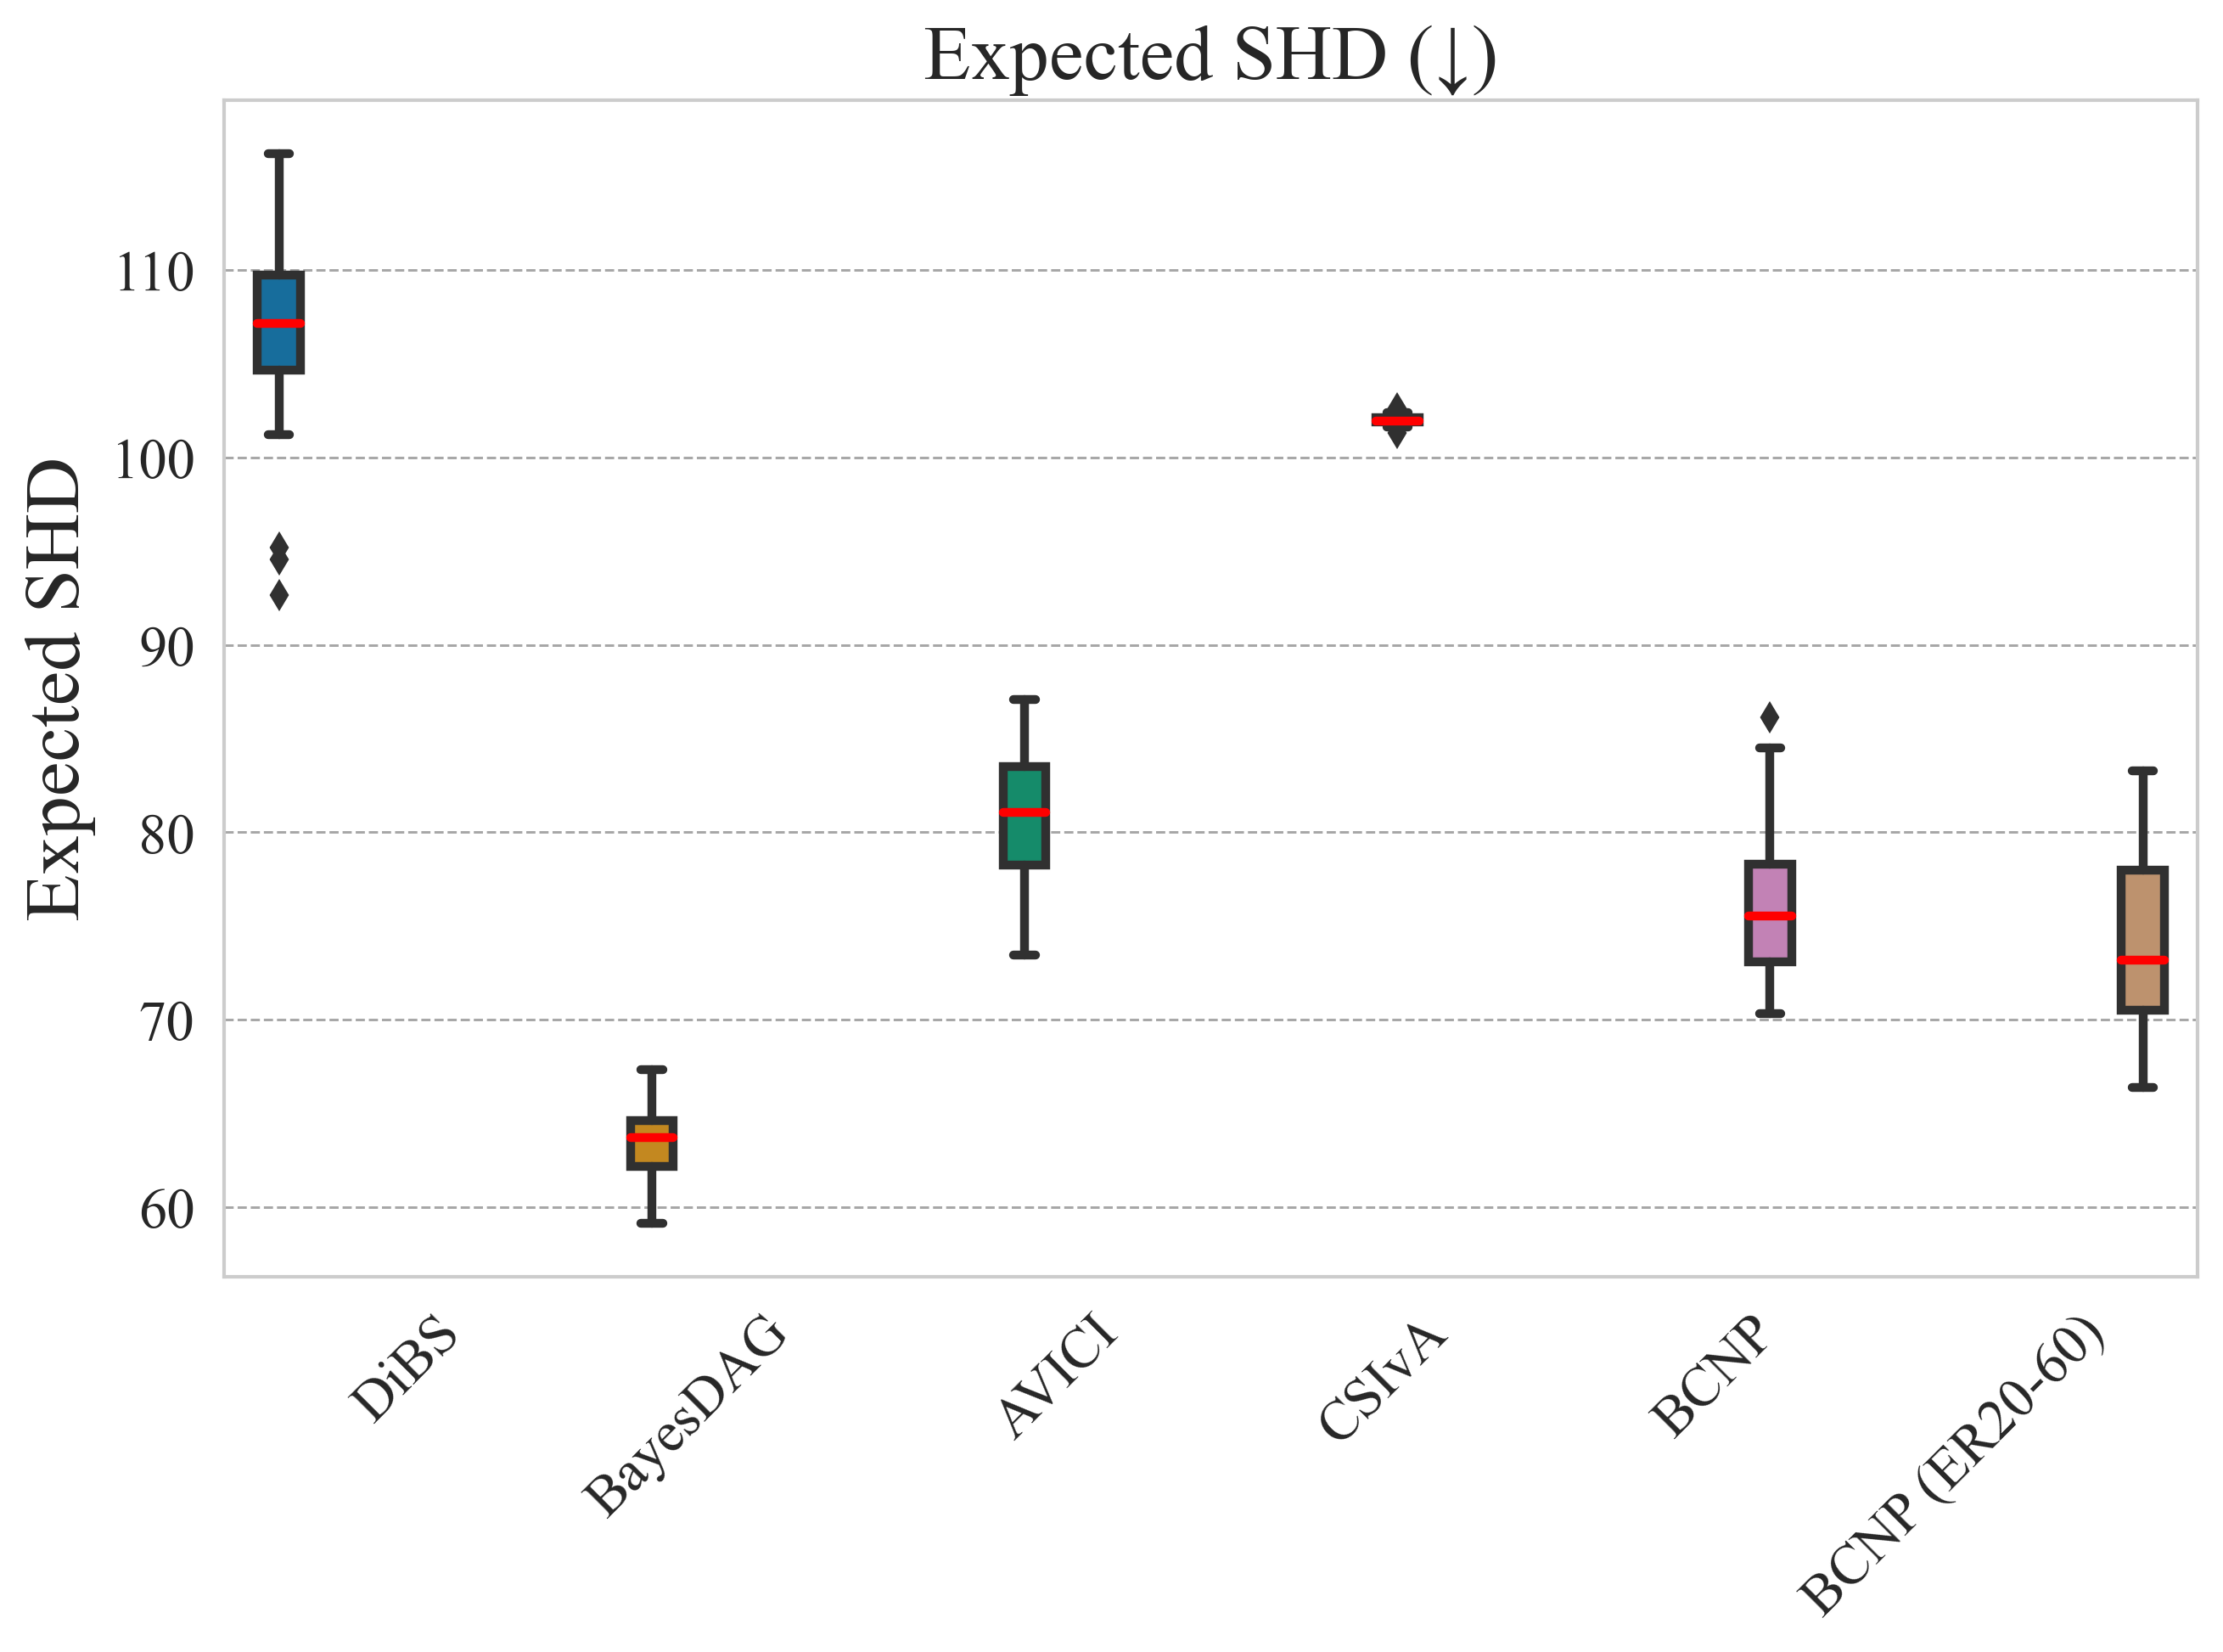 Expected SHD (↓)
Expected SHD
110
100
90
80
70
60
DiBS
BayesDAG
AVICI
CSIvA
BCNP
BCNP (ER20-60))